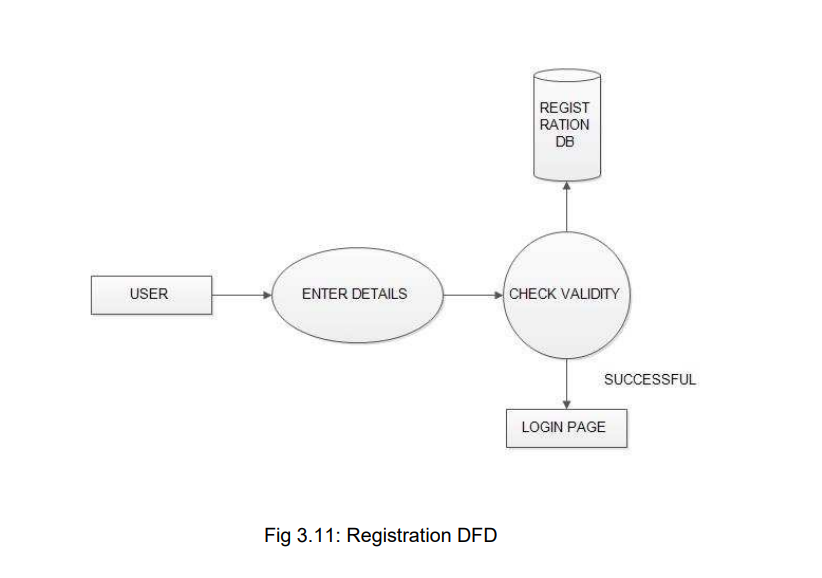 REGIST
RATION
DB
USER
ENTER DETAILS
CHECK VALIDITY
SUCCESSFUL
LOGIN PAGE
Fig 3.11: Registration DFD